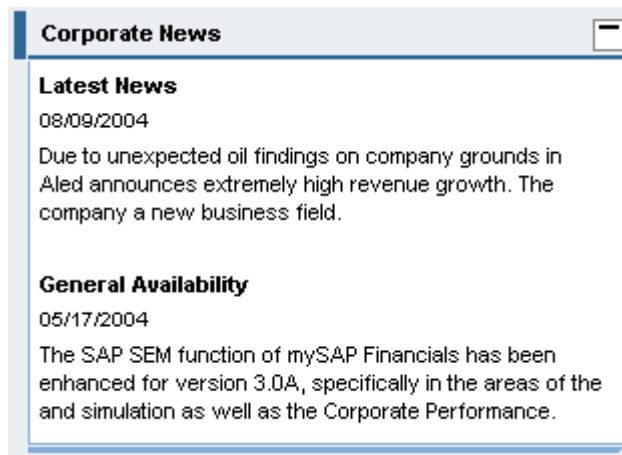 Corporate News
Latest News
08/09/2004
Due to unexpected oil findings on company grounds in
Aled announces extremely high revenue growth. The
company a new business field.
General Availability
05/17/2004
The SAP SEM function of mySAP Financials has been
enhanced for version 3.0A, specifically in the areas of the
and simulation as well as the Corporate Performance.